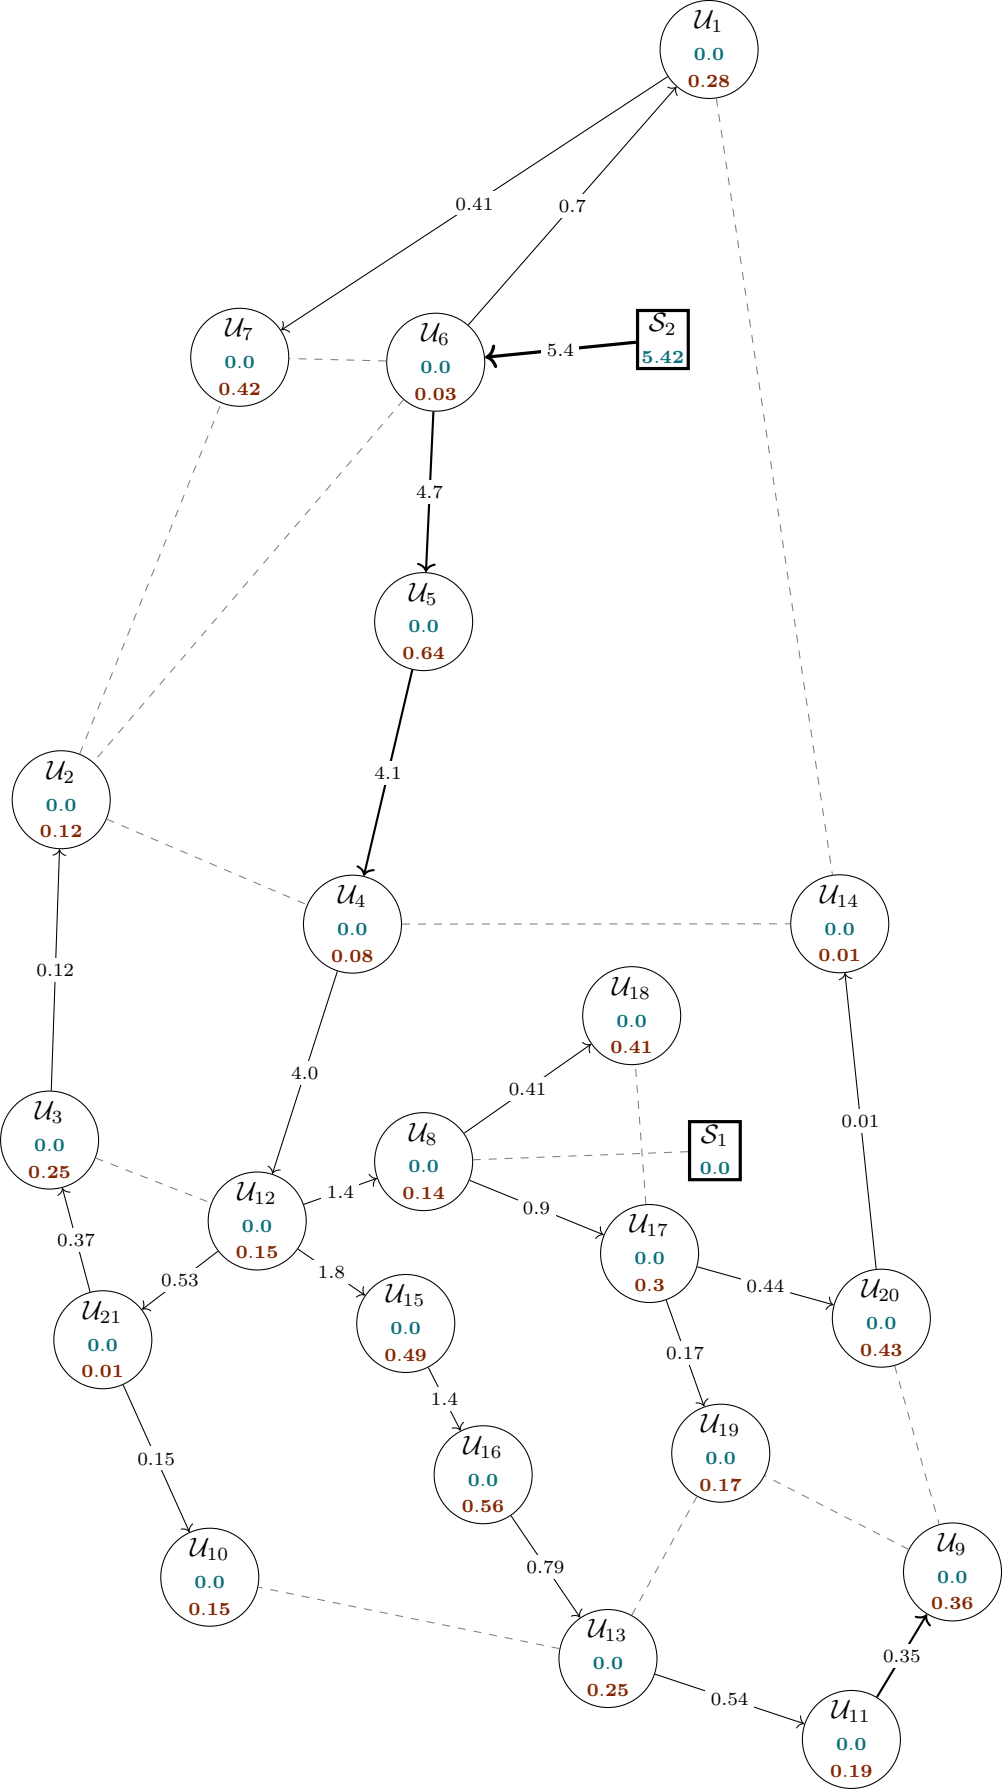 𝒰₁
0.0
0.28
0.41
0.7
𝒰₇
0.0
0.42
𝒰₆
0.0
0.03
5.4
𝒮₂
5.42
4.7
𝒰₅
0.0
0.64
4.1
𝒰₂
0.0
0.12
𝒰₄
0.0
0.08
𝒰₁₄
0.0
0.01
0.12
𝒰₁₈
0.0
0.41
4.0
0.41
0.01
𝒰₃
0.0
0.25
𝒰₈
0.0
0.14
𝒮₁
0.0
𝒰₁₂
0.0
0.15
1.4
0.9
𝒰₁₇
0.0
0.3
0.37
0.53
1.8
0.44
𝒰₂₁
0.0
0.01
𝒰₁₅
0.0
0.49
𝒰₂₀
0.0
0.43
0.17
1.4
0.15
𝒰₁₆
0.0
0.56
𝒰₁₉
0.0
0.17
𝒰₁₀
0.0
0.15
0.79
𝒰₉
0.0
0.36
𝒰₁₃
0.0
0.25
0.35
0.54
𝒰₁₁
0.0
0.19